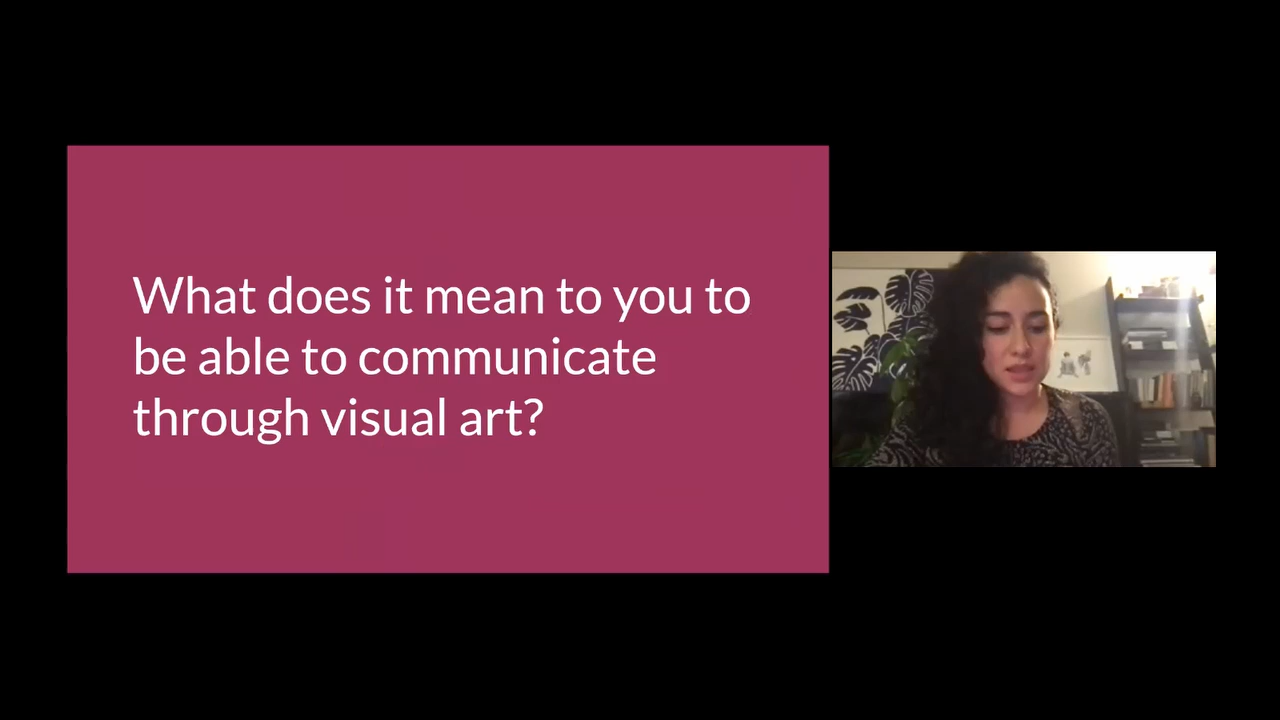 What does it mean to you to
be able to communicate
through visual art?